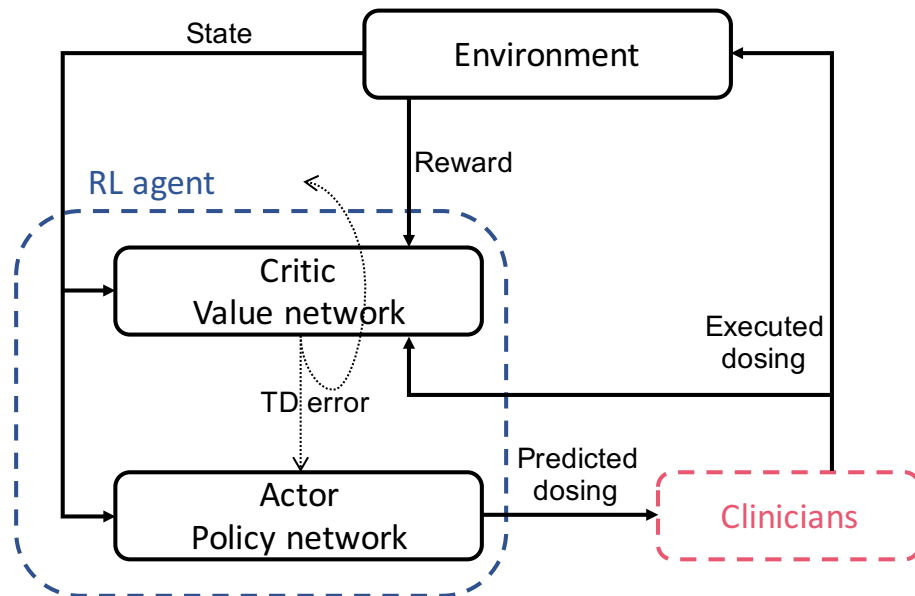 State
Environment
Reward
RL agent
Critic
Value network
Executed
dosing
TD error
Predicted
dosing
Actor
Policy network
Clinicians